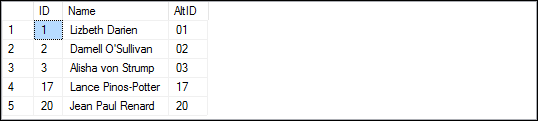 ID Name AltID
1 1 Lizbeth Darien 01
2 2 Darnell O'Sullivan 02
3 3 Alisha von Strump 03
4 17 Lance Pinos-Potter 17
5 20 Jean Paul Renard 20